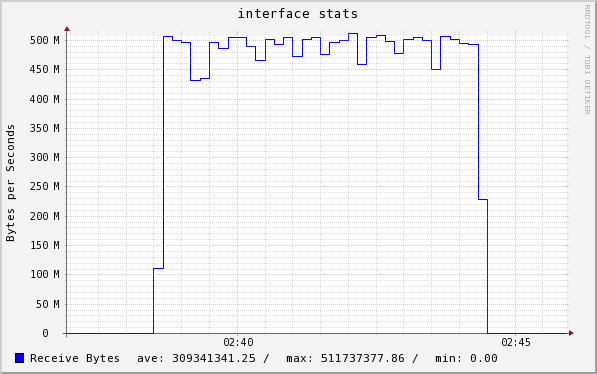 interface stats
RRDTOOL / TOBI OETIKER
Bytes per Seconds
500 M
450 M
400 M
350 M
300 M
250 M
200 M
150 M
100 M
50 M
0
02:40 02:45
Receive Bytes ave: 309341341.25 / max: 511737377.86 / min: 0.00